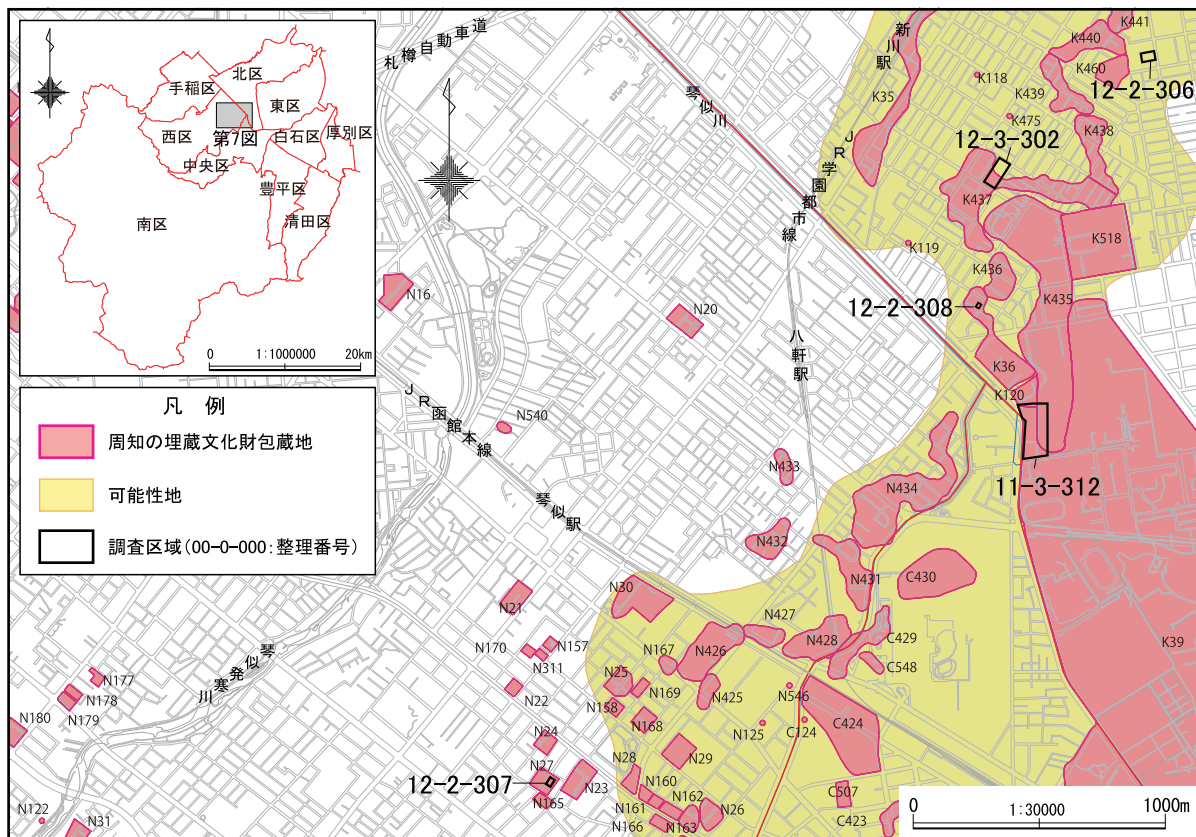 手稲区
北区
東区
西区
第7図
白石区
厚別区
中央区
豊平区
清田区
南区
0 1:1000000 20km
凡 例
周知の埋蔵文化財包蔵地
可能性地
調査区域(00-0-000:整理番号)
札樽自動車道
琴似川
新川駅
JR学園都市線
八軒駅
JR函館本線
琴似駅
琴似発寒川
K441
K440
K460
12-2-306
K118
K439
K35
K475
K438
12-3-302
K437
K518
K119
K436
K435
12-2-308
K36
K120
11-3-312
K39
N16
N20
N540
N433
N434
N432
N431
C430
N30
N21
N427
N428
C429
N157
N170
N311
N167
N426
C548
N22
N25
N169
N425
N546
N158
N168
N125
C124
C424
N177
N178
N179
N180
N24
N29
N27
N28
12-2-307
N165
N23
N160
N161
N162
N26
N166
N163
C507
C423
N122
N31
0 1:30000 1000m